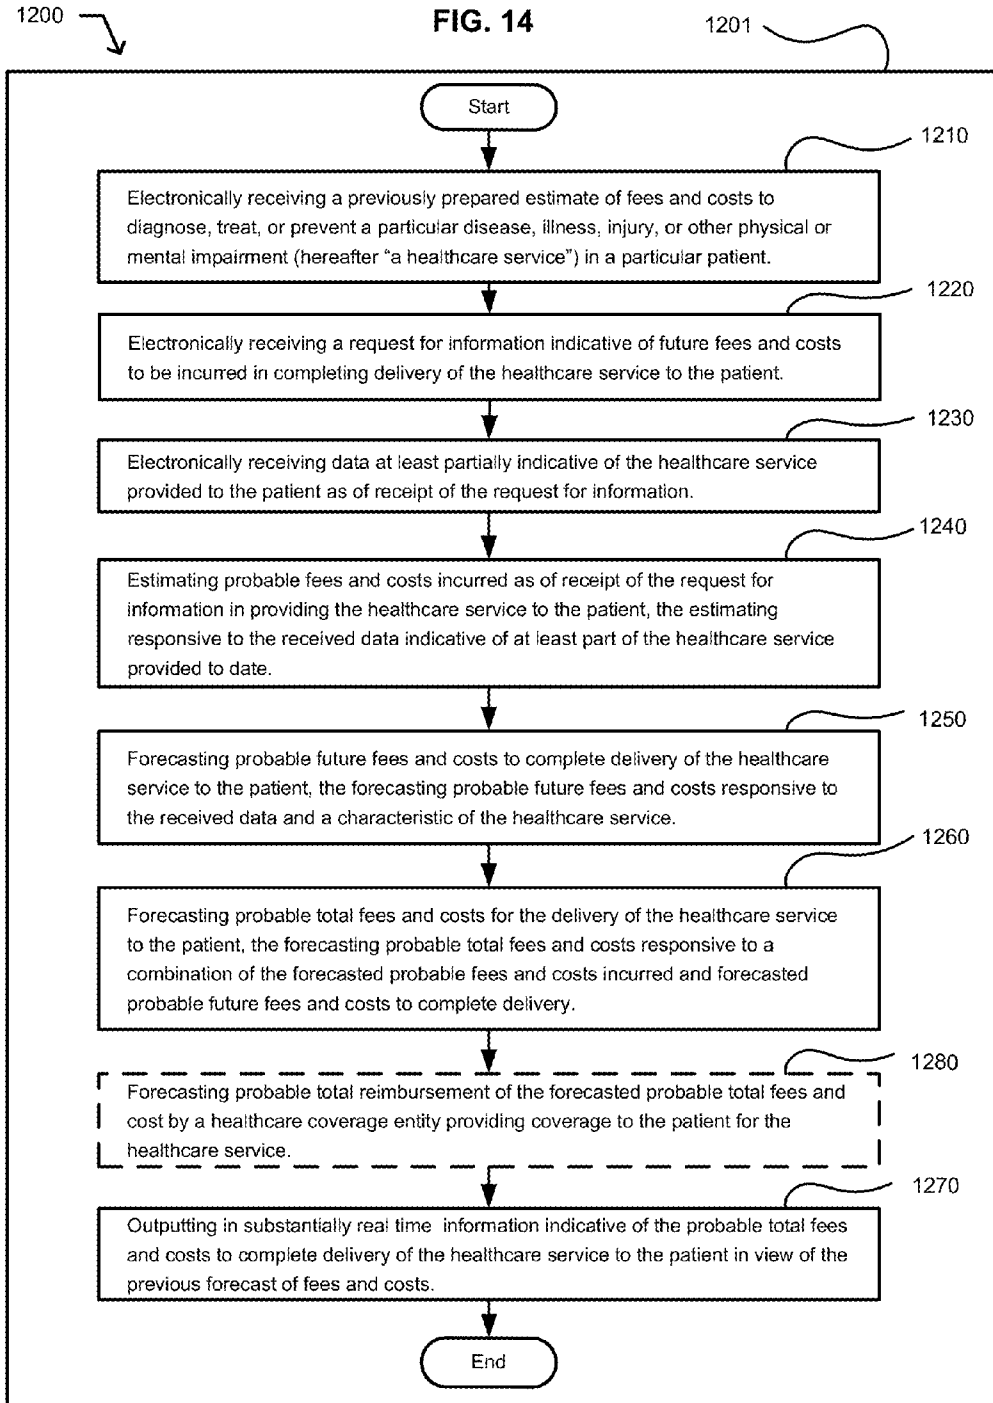 1200
FIG. 14
1201
Start
1210
Electronically receiving a previously prepared estimate of fees and costs to
diagnose, treat, or prevent a particular disease, illness, injury, or other physical or
mental impairment (hereafter “a healthcare service”) in a particular patient.
1220
Electronically receiving a request for information indicative of future fees and costs
to be incurred in completing delivery of the healthcare service to the patient.
1230
Electronically receiving data at least partially indicative of the healthcare service
provided to the patient as of receipt of the request for information.
1240
Estimating probable fees and costs incurred as of receipt of the request for
information in providing the healthcare service to the patient, the estimating
responsive to the received data indicative of at least part of the healthcare service
provided to date.
1250
Forecasting probable future fees and costs to complete delivery of the healthcare
service to the patient, the forecasting probable future fees and costs responsive to
the received data and a characteristic of the healthcare service.
1260
Forecasting probable total fees and costs for the delivery of the healthcare service
to the patient, the forecasting probable total fees and costs responsive to a
combination of the forecasted probable fees and costs incurred and forecasted
probable future fees and costs to complete delivery.
1280
Forecasting probable total reimbursement of the forecasted probable total fees and
cost by a healthcare coverage entity providing coverage to the patient for the
healthcare service.
1270
Outputting in substantially real time information indicative of the probable total fees
and costs to complete delivery of the healthcare service to the patient in view of the
previous forecast of fees and costs.
End